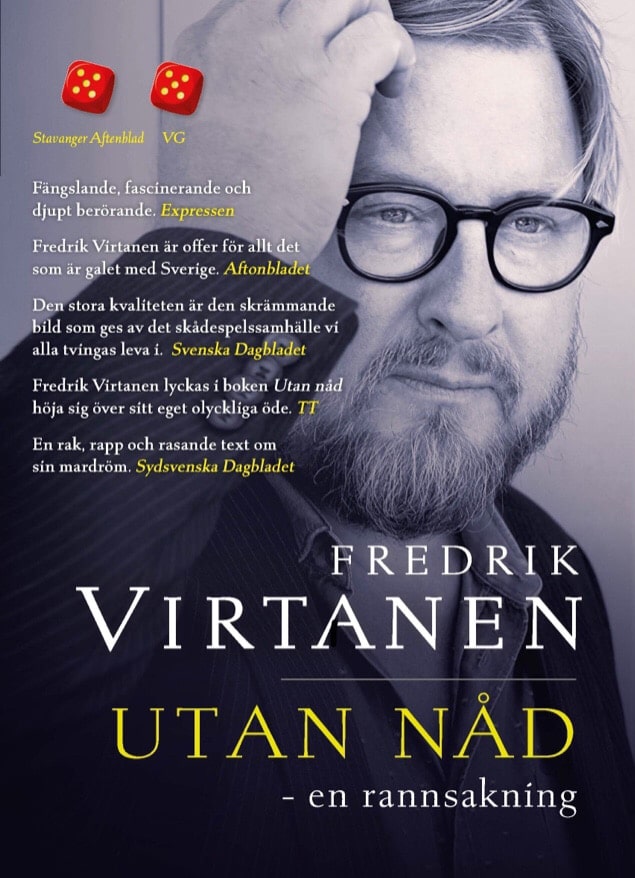 Stavanger Aftenblad VG
Fängslande, fascinerande och
djupt berörande. Expressen
Fredrik Virtanen är offer för allt det
som är galet med Sverige. Aftonbladet
Den stora kvaliteten är den skrämmande
bild som ges av det skådespelssamhälle vi
alla tvingas leva i. Svenska Dagbladet
Fredrik Virtanen lyckas i boken Utan nåd
höja sig över sitt eget olyckliga öde. TT
En rak, rapp och rasande text om
sin mardröm. Sydsvenska Dagbladet
FREDRIK
VIRTANEN
UTAN NÅD
- en rannsakning